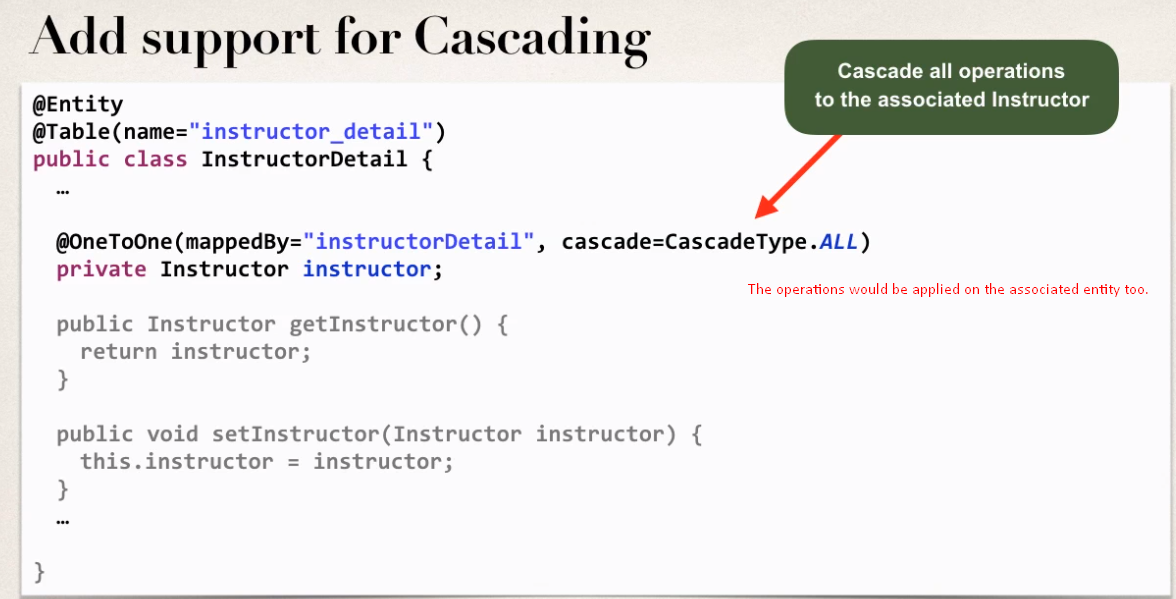 Add support for Cascading
Cascade all operations
to the associated Instructor
@Entity
@Table(name="instructor_detail")
public class InstructorDetail {
…
@OneToOne(mappedBy="instructorDetail", cascade=CascadeType.ALL)
private Instructor instructor;
The operations would be applied on the associated entity too.
public Instructor getInstructor() {
return instructor;
}
public void setInstructor(Instructor instructor) {
this.instructor = instructor;
}
…
}